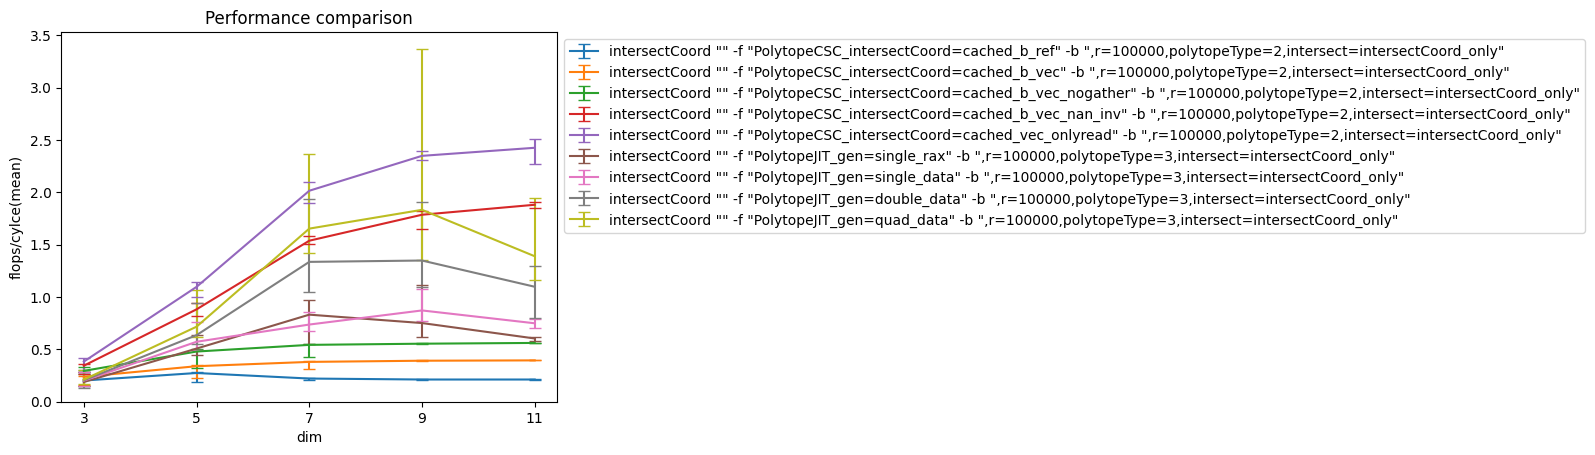 Performance comparison
3.5
3.0
2.5
2.0
1.5
1.0
0.5
0.0
flops/cylce(mean)
3 5 7 9 11
dim
intersectCoord "" -f "PolytopeCSC_intersectCoord=cached_b_ref" -b ",r=100000,polytopeType=2,intersect=intersectCoord_only"
intersectCoord "" -f "PolytopeCSC_intersectCoord=cached_b_vec" -b ",r=100000,polytopeType=2,intersect=intersectCoord_only"
intersectCoord "" -f "PolytopeCSC_intersectCoord=cached_b_vec_nogather" -b ",r=100000,polytopeType=2,intersect=intersectCoord_only"
intersectCoord "" -f "PolytopeCSC_intersectCoord=cached_b_vec_nan_inv" -b ",r=100000,polytopeType=2,intersect=intersectCoord_only"
intersectCoord "" -f "PolytopeCSC_intersectCoord=cached_vec_onlyread" -b ",r=100000,polytopeType=2,intersect=intersectCoord_only"
intersectCoord "" -f "PolytopeJIT_gen=single_rax" -b ",r=100000,polytopeType=3,intersect=intersectCoord_only"
intersectCoord "" -f "PolytopeJIT_gen=single_data" -b ",r=100000,polytopeType=3,intersect=intersectCoord_only"
intersectCoord "" -f "PolytopeJIT_gen=double_data" -b ",r=100000,polytopeType=3,intersect=intersectCoord_only"
intersectCoord "" -f "PolytopeJIT_gen=quad_data" -b ",r=100000,polytopeType=3,intersect=intersectCoord_only"